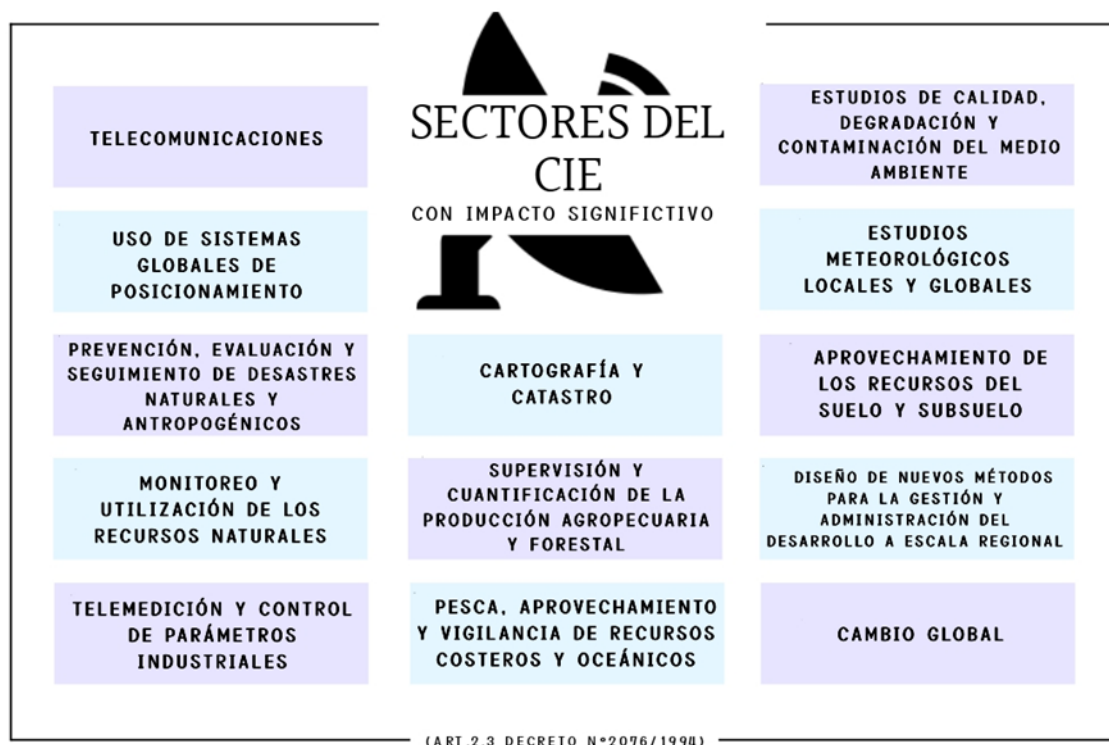 SECTORES DEL
CIE
CON IMPACTO SIGNIFICTIVO
TELECOMUNICACIONES
USO DE SISTEMAS
GLOBALES DE
POSICIONAMIENTO
PREVENCIÓN, EVALUACIÓN Y
SEGUIMIENTO DE DESASTRES
NATURALES Y
ANTROPOGÉNICOS
MONITOREO Y
UTILIZACIÓN DE LOS
RECURSOS NATURALES
TELEMEDICIÓN Y CONTROL
DE PARÁMETROS
INDUSTRIALES
CARTOGRAFÍA Y
CATASTRO
SUPERVISIÓN Y
CUANTIFICACIÓN DE LA
PRODUCCIÓN AGROPECUARIA
Y FORESTAL
PESCA, APROVECHAMIENTO
Y VIGILANCIA DE RECURSOS
COSTEROS Y OCEÁNICOS
ESTUDIOS DE CALIDAD,
DEGRADACIÓN Y
CONTAMINACIÓN DEL MEDIO
AMBIENTE
ESTUDIOS
METEOROLÓGICOS
LOCALES Y GLOBALES
APROVECHAMIENTO DE
LOS RECURSOS DEL
SUELO Y SUBSUELO
DISEÑO DE NUEVOS MÉTODOS
PARA LA GESTIÓN Y
ADMINISTRACIÓN DEL
DESARROLLO A ESCALA REGIONAL
CAMBIO GLOBAL
(ART.2.3 DECRETO N°2076/1994)